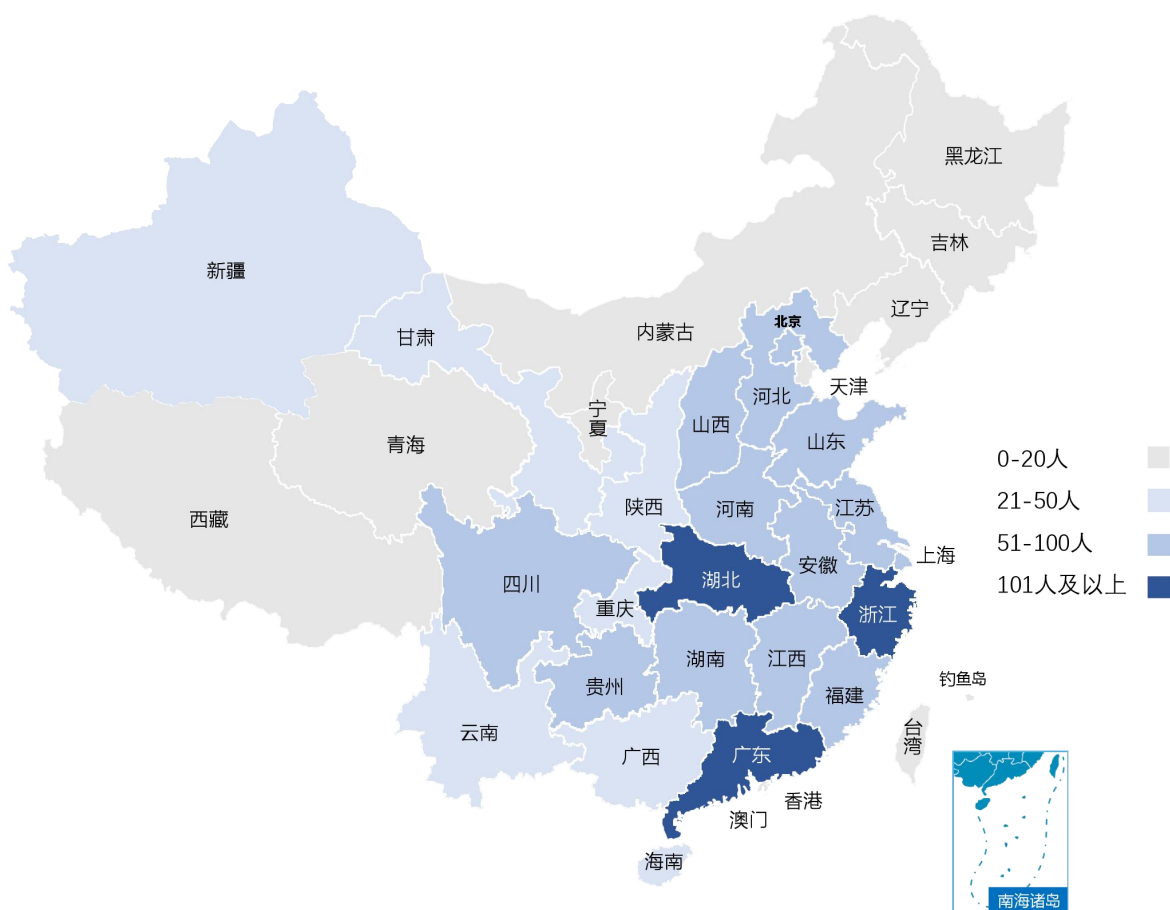 黑龙江
吉林
新疆
辽宁
北京
内蒙古
甘肃
天津
河北
宁夏
山西
山东
青海
0-20人
21-50人
陕西
河南
江苏
西藏
51-100人
上海
安徽
湖北
四川
101人及以上
重庆
浙江
湖南
江西
钓鱼岛
贵州
福建
云南
台湾
广西
广东
香港
澳门
海南
南海诸岛